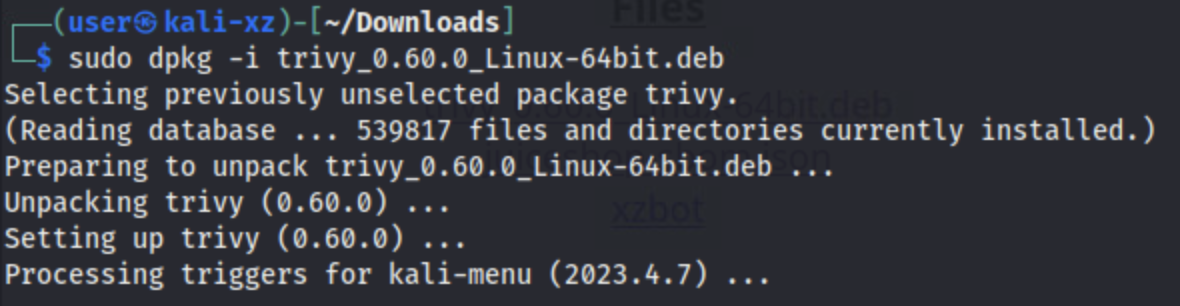 Files
┌──(user㉿kali-xz)-[~/Downloads]
└─$ sudo dpkg -i trivy_0.60.0_Linux-64bit.deb
Selecting previously unselected package trivy.
(Reading database ... 539817 files and directories currently installed.)
Preparing to unpack trivy_0.60.0_Linux-64bit.deb ...
Unpacking trivy (0.60.0) ...
xzbot
Setting up trivy (0.60.0) ...
Processing triggers for kali-menu (2023.4.7) ...